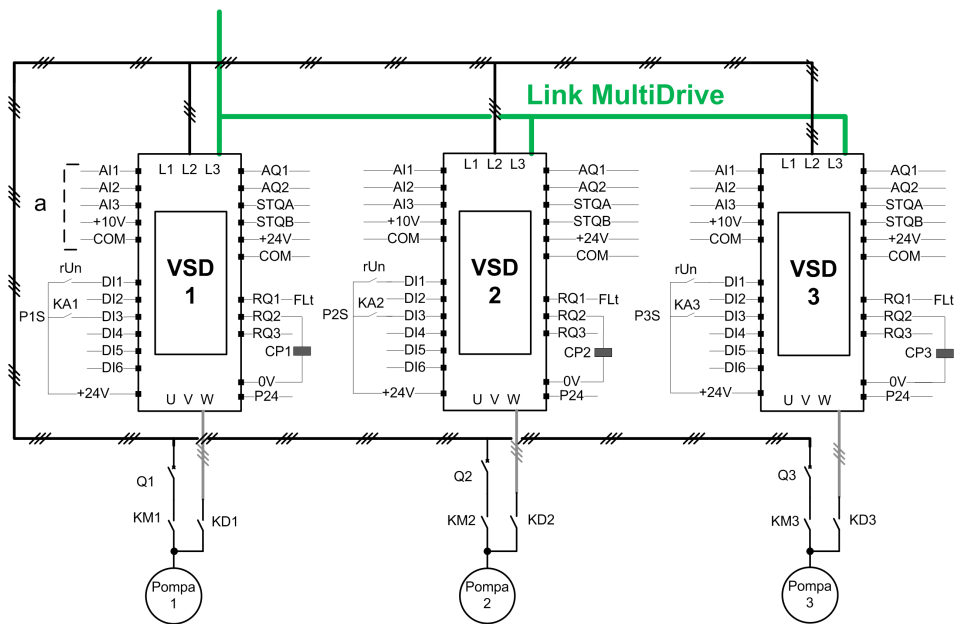 Link MultiDrive
a
L1 L2 L3
AI1
AI2
AI3
+10V
COM
rUn
DI1
DI2
KA1
DI3
P1S
DI4
DI5
DI6
+24V
VSD
1
AQ1
AQ2
STQA
STQB
+24V
COM
RQ1 FLt
RQ2
RQ3
CP1
0V
P24
U V W
L1 L2 L3
AI1
AI2
AI3
+10V
COM
rUn
DI1
DI2
KA2
DI3
P2S
DI4
DI5
DI6
+24V
VSD
2
AQ1
AQ2
STQA
STQB
+24V
COM
RQ1 FLt
RQ2
RQ3
CP2
0V
P24
U V W
L1 L2 L3
AI1
AI2
AI3
+10V
COM
rUn
DI1
DI2
KA3
DI3
P3S
DI4
DI5
DI6
+24V
VSD
3
AQ1
AQ2
STQA
STQB
+24V
COM
RQ1 FLt
RQ2
RQ3
CP3
0V
P24
U V W
Q1
KM1
KD1
Pompa
1
Q2
KM2
KD2
Pompa
2
Q3
KM3
KD3
Pompa
3